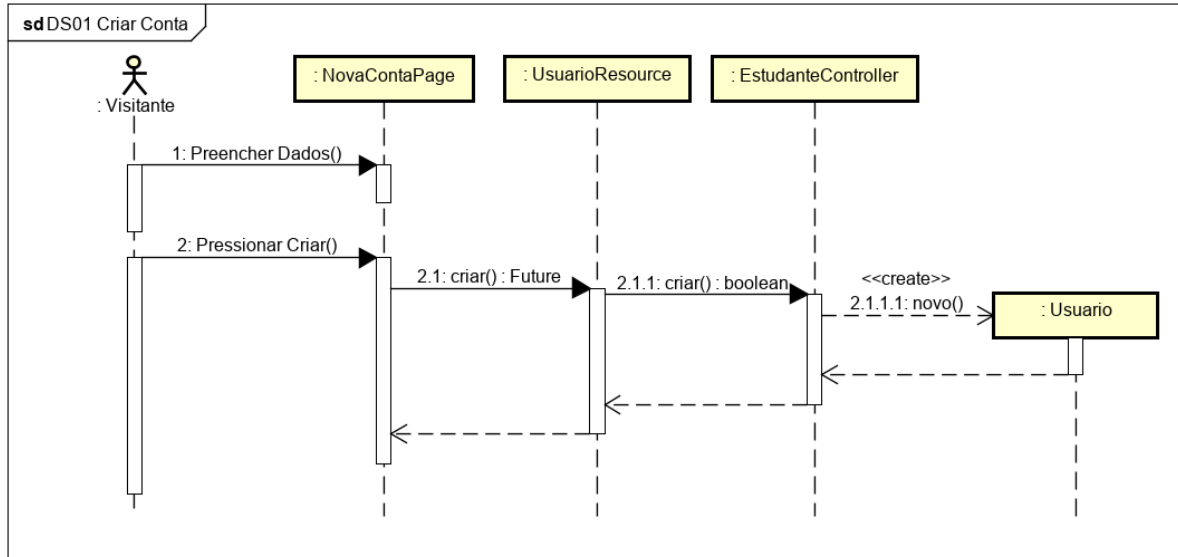 sd DS01 Criar Conta
: Visitante
: NovaContaPage
: UsuarioResource
: EstudanteController
1: Preencher Dados()
2: Pressionar Criar()
2.1: criar() : Future
2.1.1: criar() : boolean
<<create>>
2.1.1.1: novo()
: Usuario